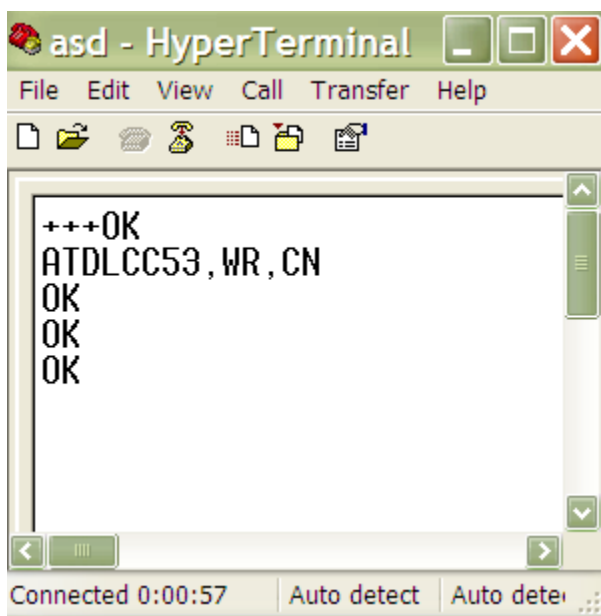 asd - HyperTerminal
File Edit View Call Transfer Help
+++OK
ATDLCC53,WR,CN
OK
OK
OK
Connected 0:00:57 Auto detect Auto